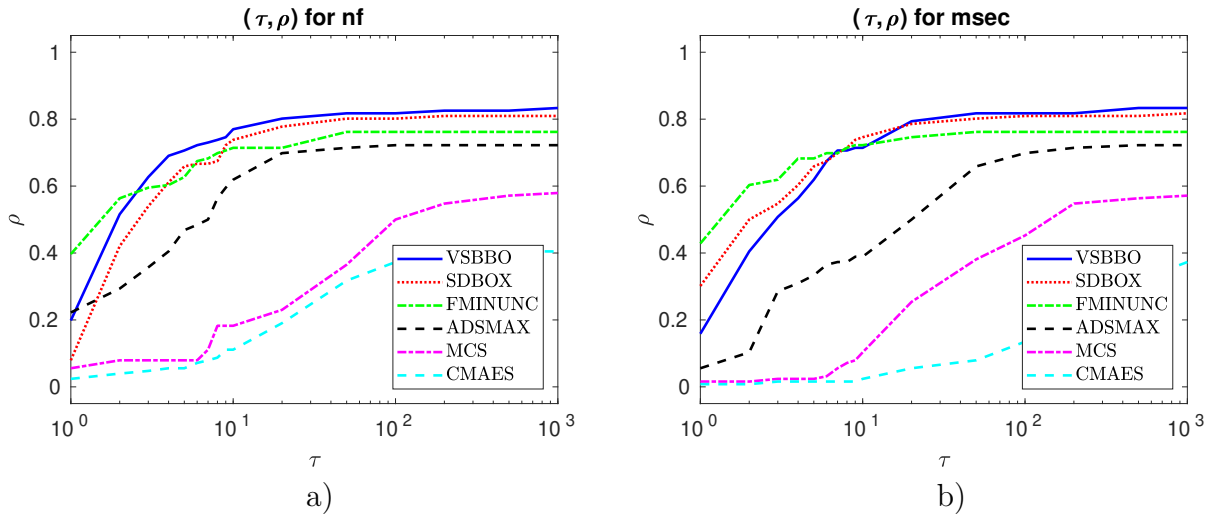 (τ, ρ) for nf
1
0.8
0.6
0.4
0.2
0
ρ
10^0
10^1
10^2
10^3
τ
VSBBO
SDBOX
FMINUNC
ADSMAX
MCS
CMAES
a)
(τ, ρ) for msec
1
0.8
0.6
0.4
0.2
0
ρ
10^0
10^1
10^2
10^3
τ
VSBBO
SDBOX
FMINUNC
ADSMAX
MCS
CMAES
b)